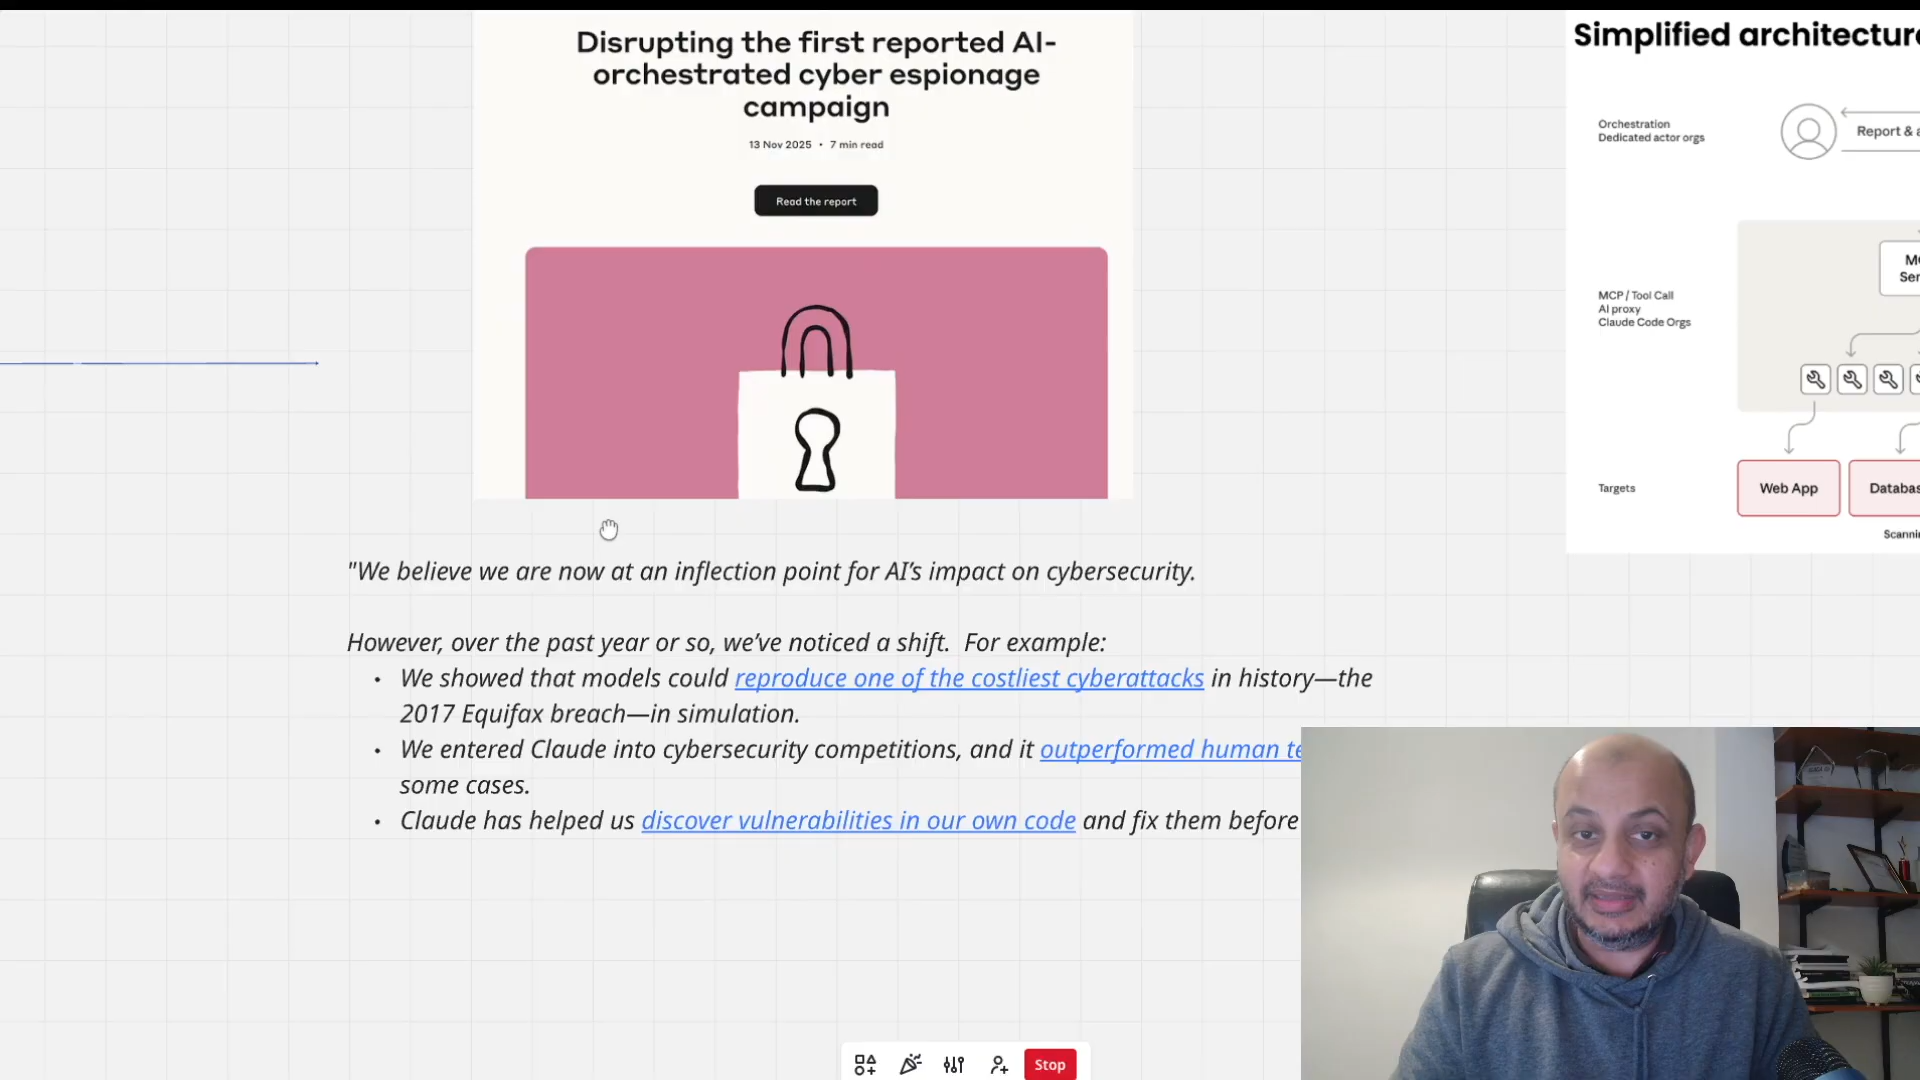 Disrupting the first reported AI-
orchestrated cyber espionage
campaign
13 Nov 2025 • 7 min read
Read the report
"We believe we are now at an inflection point for AI’s impact on cybersecurity.
However, over the past year or so, we’ve noticed a shift.  For example:
• We showed that models could reproduce one of the costliest cyberattacks in history—the
2017 Equifax breach—in simulation.
• We entered Claude into cybersecurity competitions, and it outperformed human
some cases.
• Claude has helped us discover vulnerabilities in our own code and fix them before
Simplified architecture
Orchestration
Dedicated actor orgs
Report &
MCP / Tool Call
AI proxy
Claude Code Orgs
Targets
Web App
Stop